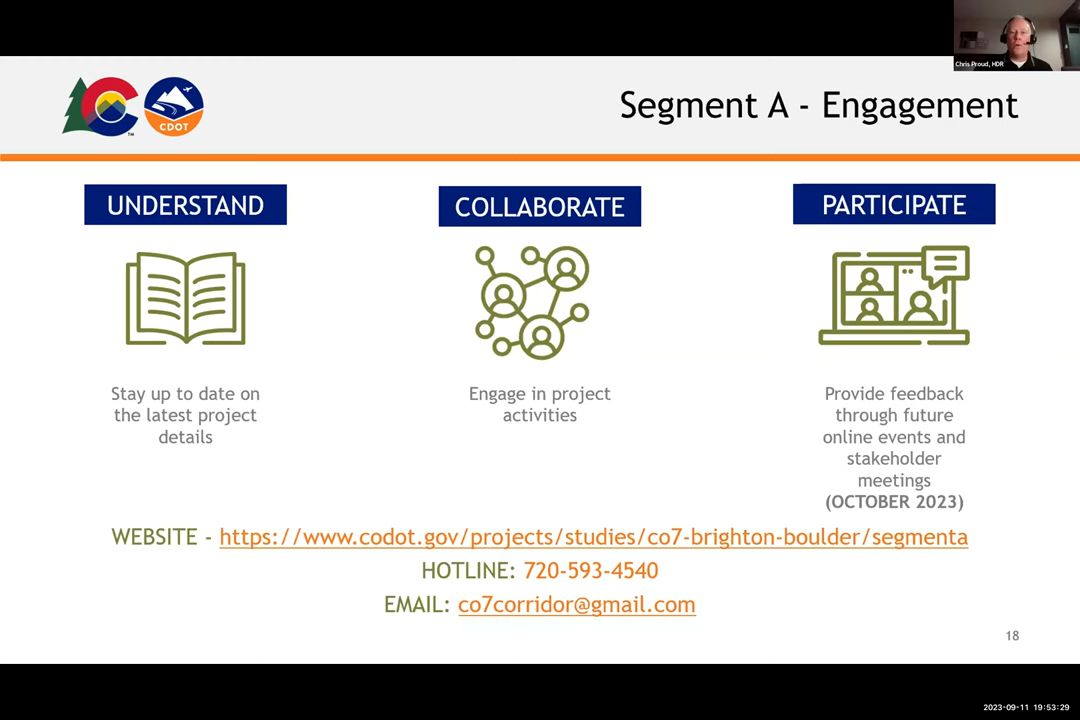 Chris Proud, HDR
CDOT
TM
Segment A - Engagement
UNDERSTAND
COLLABORATE
PARTICIPATE
Stay up to date on
the latest project
details
Engage in project
activities
Provide feedback
through future
online events and
stakeholder
meetings
(OCTOBER 2023)
WEBSITE - https://www.codot.gov/projects/studies/co7-brighton-boulder/segmenta
HOTLINE: 720-593-4540
EMAIL: co7corridor@gmail.com
18
2023-09-11 19:53:29